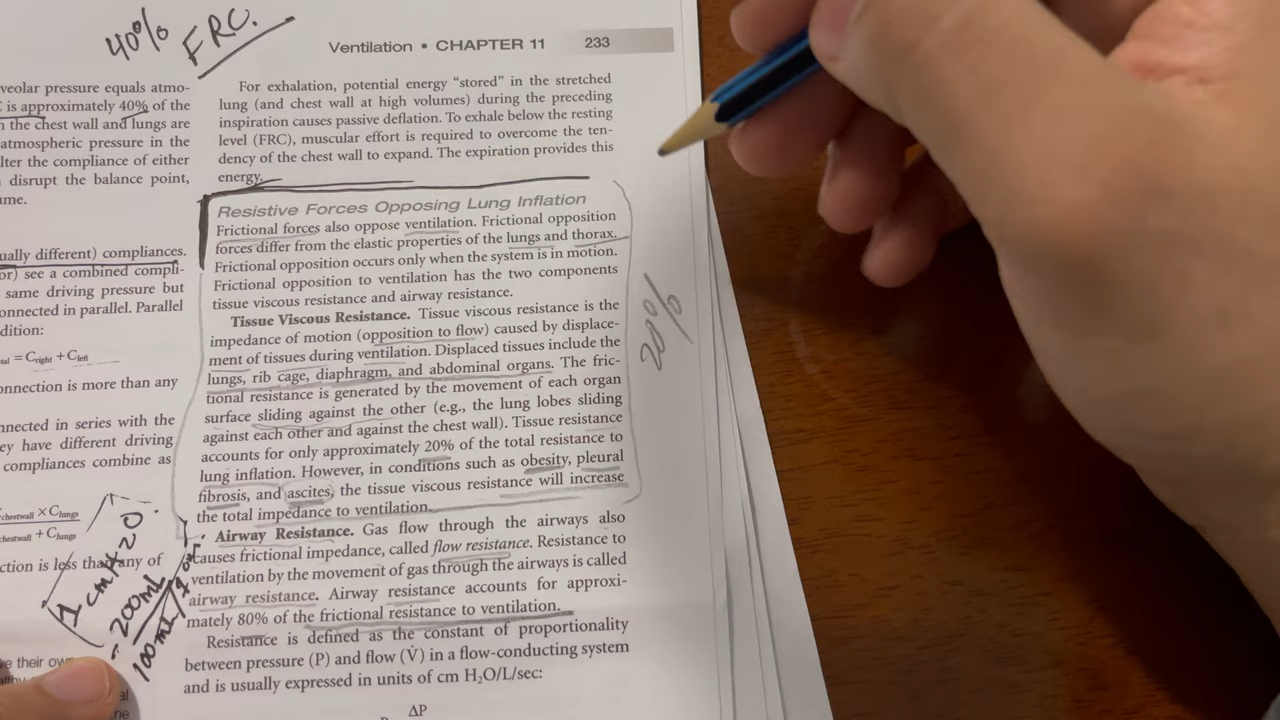 40% FRC.
Ventilation • CHAPTER 11 233
veolar pressure equals atmo-
C is approximately 40% of the
n the chest wall and lungs are
atmospheric pressure in the
lter the compliance of either
disrupt the balance point,
ume.
ually different) compliances.
or) see a combined compli-
same driving pressure but
onnected in parallel. Parallel
dition:
tal = Cright + Cleft
onnection is more than any
nnected in series with the
ey have different driving
compliances combine as
chestwall × Clungs
chestwall + Clungs
ction is less than any of
1 cmH20.
200mL
100mL/
ve their own
al
ne
For exhalation, potential energy “stored” in the stretched
lung (and chest wall at high volumes) during the preceding
inspiration causes passive deflation. To exhale below the resting
level (FRC), muscular effort is required to overcome the ten-
dency of the chest wall to expand. The expiration provides this
energy.
Resistive Forces Opposing Lung Inflation
Frictional forces also oppose ventilation. Frictional opposition
forces differ from the elastic properties of the lungs and thorax.
Frictional opposition occurs only when the system is in motion.
Frictional opposition to ventilation has the two components
tissue viscous resistance and airway resistance.
Tissue Viscous Resistance. Tissue viscous resistance is the
impedance of motion (opposition to flow) caused by displace-
ment of tissues during ventilation. Displaced tissues include the
lungs, rib cage, diaphragm, and abdominal organs. The fric-
tional resistance is generated by the movement of each organ
surface sliding against the other (e.g., the lung lobes sliding
against each other and against the chest wall). Tissue resistance
accounts for only approximately 20% of the total resistance to
lung inflation. However, in conditions such as obesity, pleural
fibrosis, and ascites, the tissue viscous resistance will increase
the total impedance to ventilation.
20%
Airway Resistance. Gas flow through the airways also
causes frictional impedance, called flow resistance. Resistance to
ventilation by the movement of gas through the airways is called
airway resistance. Airway resistance accounts for approxi-
mately 80% of the frictional resistance to ventilation.
Resistance is defined as the constant of proportionality
between pressure (P) and flow (V̇) in a flow-conducting system
and is usually expressed in units of cm H₂O/L/sec:
ΔP